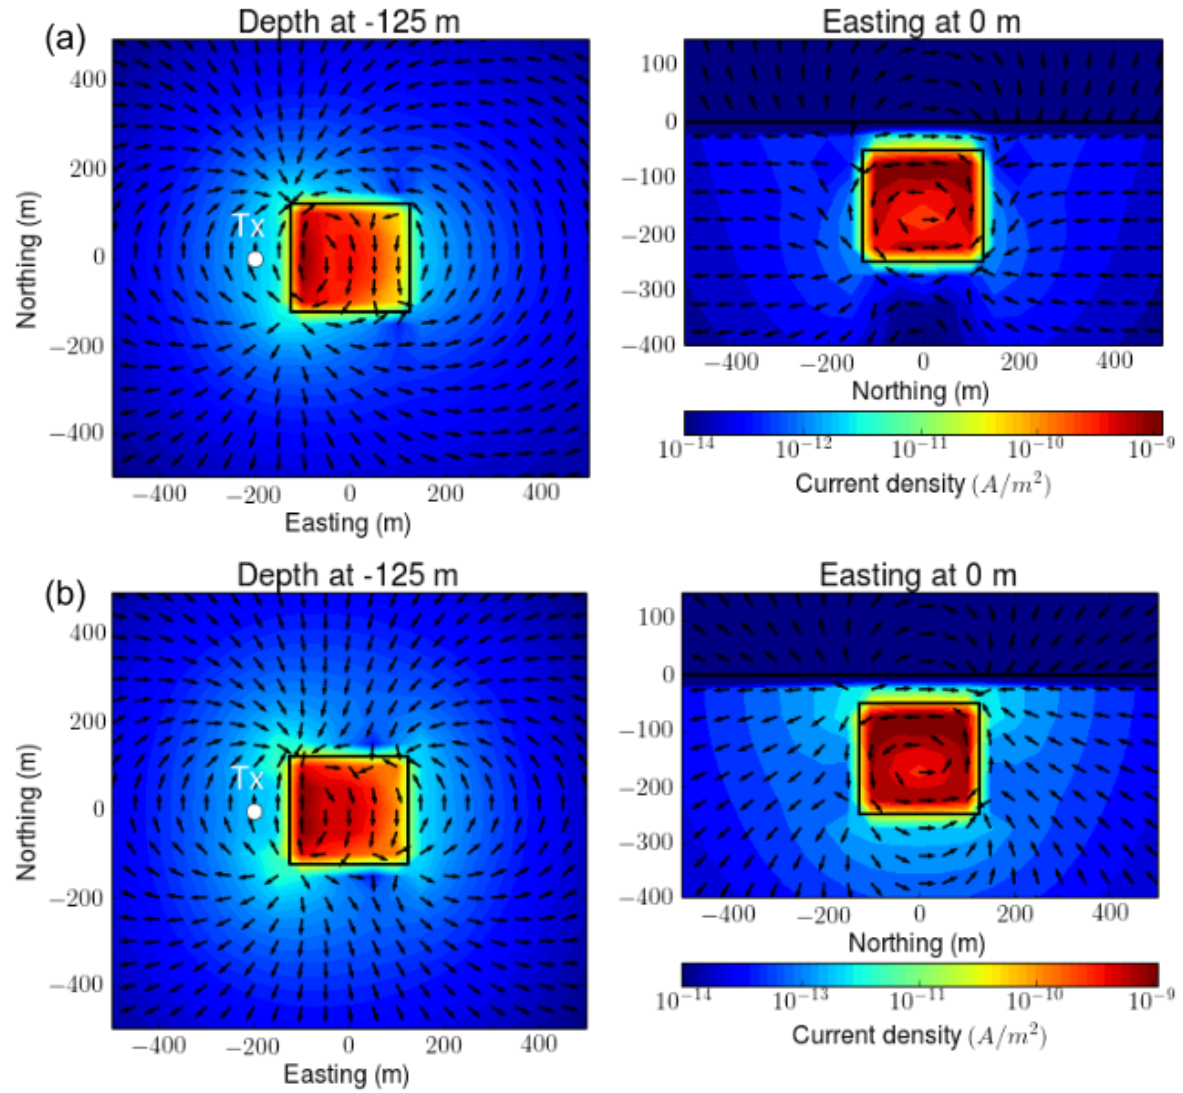 (a)
Depth at -125 m
Easting at 0 m
400
200
0
−200
−400
Northing (m)
Tx
−400 −200 0 200 400
Easting (m)
100
0
−100
−200
−300
−400
−400 −200 0 200 400
Northing (m)
10⁻¹⁴ 10⁻¹² 10⁻¹¹ 10⁻¹⁰ 10⁻⁹
Current density (A/m²)
(b)
Depth at -125 m
Easting at 0 m
400
200
0
−200
−400
Northing (m)
Tx
−400 −200 0 200 400
Easting (m)
100
0
−100
−200
−300
−400
−400 −200 0 200 400
Northing (m)
10⁻¹⁴ 10⁻¹³ 10⁻¹¹ 10⁻¹⁰ 10⁻⁹
Current density (A/m²)